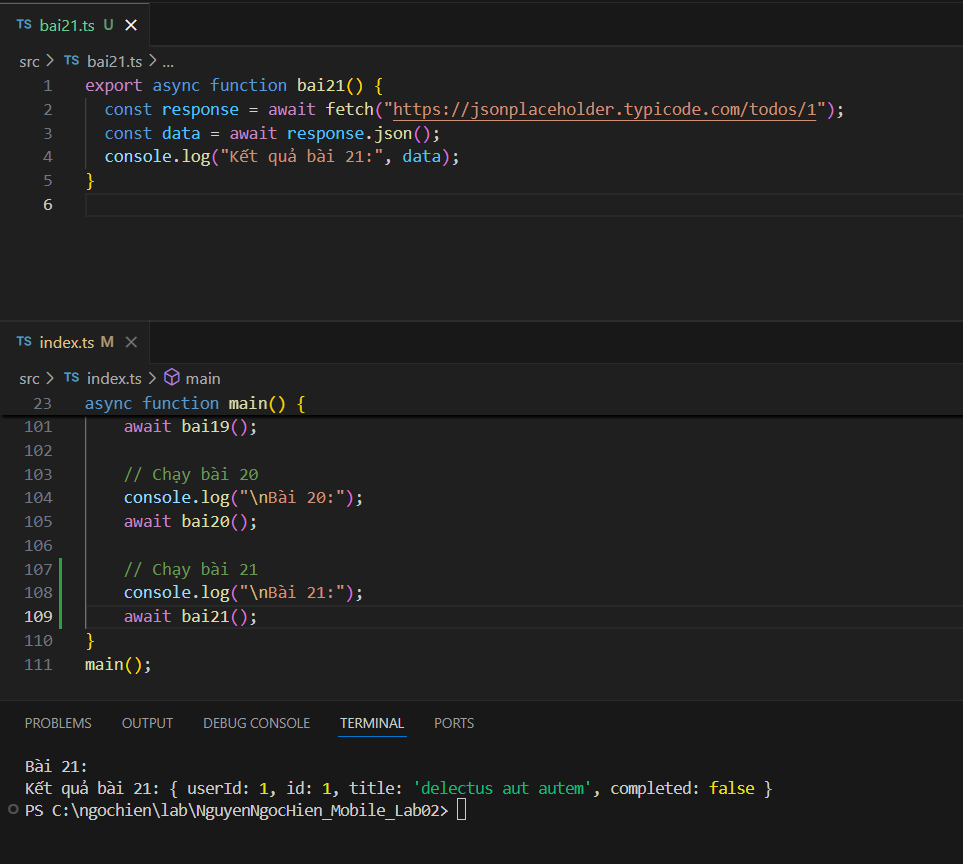 TS bai21.ts U ×
src > TS bai21.ts > ...
1 export async function bai21() {
2   const response = await fetch("https://jsonplaceholder.typicode.com/todos/1");
3   const data = await response.json();
4   console.log("Kết quả bài 21:", data);
5 }
6
TS index.ts M ×
src > TS index.ts > main
23 async function main() {
101     await bai19();
102
103     // Chạy bài 20
104     console.log("\nBài 20:");
105     await bai20();
106
107     // Chạy bài 21
108     console.log("\nBài 21:");
109     await bai21();
110 }
111 main();
PROBLEMS OUTPUT DEBUG CONSOLE TERMINAL PORTS
Bài 21:
Kết quả bài 21: { userId: 1, id: 1, title: 'delectus aut autem', completed: false }
PS C:\ngochien\lab\NguyenNgocHien_Mobile_Lab02>